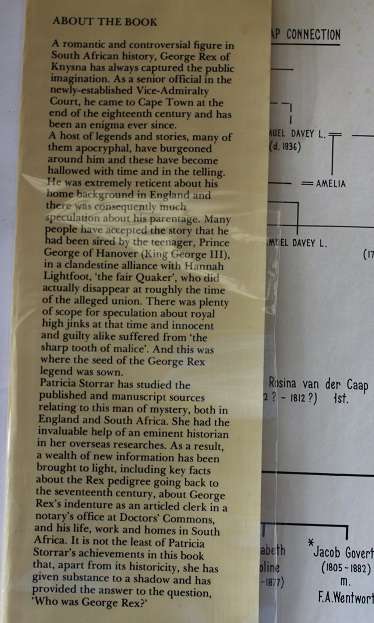 ABOUT THE BOOK
A romantic and controversial figure in
South African history, George Rex of
Knysna has always captured the public
imagination. As a senior official in the
newly-established Vice-Admiralty
Court, he came to Cape Town at the
end of the eighteenth century and has
been an enigma ever since.
A host of legends and stories, many of
them apocryphal, have burgeoned
around him and these have become
hallowed with time and in the telling.
He was extremely reticent about his
home background in England and
there was consequently much
speculation about his parentage. Many
people have accepted the story that he
had been sired by the teenager, Prince
George of Hanover (King George III),
in a clandestine alliance with Hannah
Lightfoot, 'the fair Quaker', who did
actually disappear at roughly the time
of the alleged union. There was plenty
of scope for speculation about royal
high jinks at that time and innocent
and guilty alike suffered from 'the
sharp tooth of malice'. And this was
where the seed of the George Rex
legend was sown.
Patricia Storrar has studied the
published and manuscript sources
relating to this man of mystery, both in
England and South Africa. She had the
invaluable help of an eminent historian
in her overseas researches. As a result,
a wealth of new information has been
brought to light, including key facts
about the Rex pedigree going back to
the seventeenth century, about George
Rex's indenture as an articled clerk in a
notary's office at Doctors' Commons,
and his life, work and homes in South
Africa. It is not the least of Patricia
Storrar's achievements in this book
that, apart from its historicity, she has
given substance to a shadow and has
provided the answer to the question,
'Who was George Rex?'
AP CONNECTION
MUEL DAVEY L.
(d. 1836)
= AMELIA
MUEL DAVEY L.
(17
Rosina van der Caap
? - 1812 ?) 1st.
abeth
oline
-1877)
* Jacob Govert
(1805-1882)
m.
F.A.Wentwort